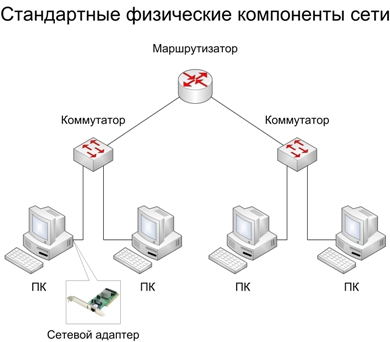 Стандартные физические компоненты сети
Маршрутизатор
Коммутатор
Коммутатор
ПК
ПК
ПК
ПК
Сетевой адаптер